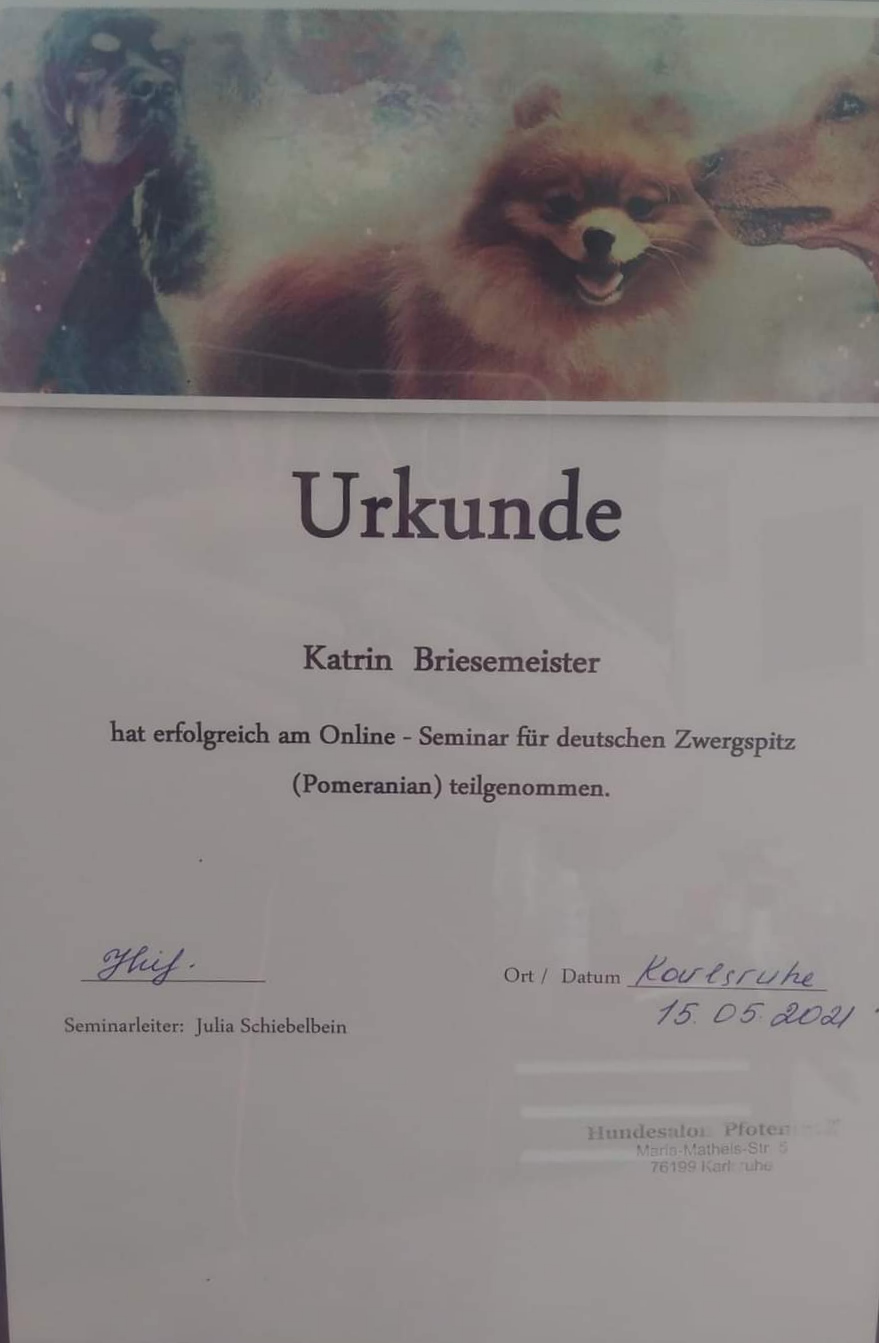 Urkunde
Katrin Briesemeister
hat erfolgreich am Online - Seminar für deutschen Zwergspitz
(Pomeranian) teilgenommen.
Ort / Datum Karlsruhe
15.05.2021
Seminarleiter: Julia Schiebelbein
Hundesalon
Maria-Matheis-Str. 5
76199 Karlsruhe